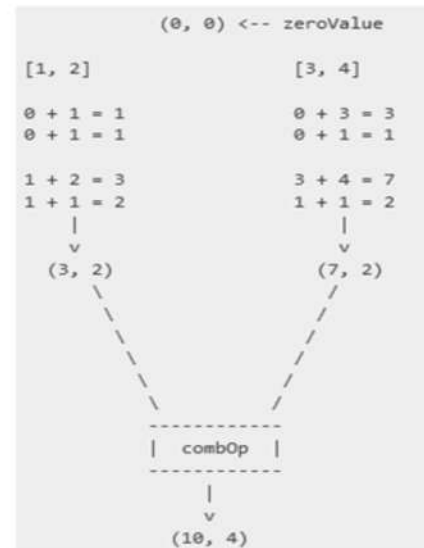 (0, 0) <-- zeroValue
[1, 2] [3, 4]
0 + 1 = 1 0 + 3 = 3
0 + 1 = 1 0 + 1 = 1
1 + 2 = 3 3 + 4 = 7
1 + 1 = 2 1 + 1 = 2
| |
v v
(3, 2) (7, 2)
\ /
\ /
\ /
\ /
\ /
\ /
------------
| combOp |
------------
|
v
(10, 4)